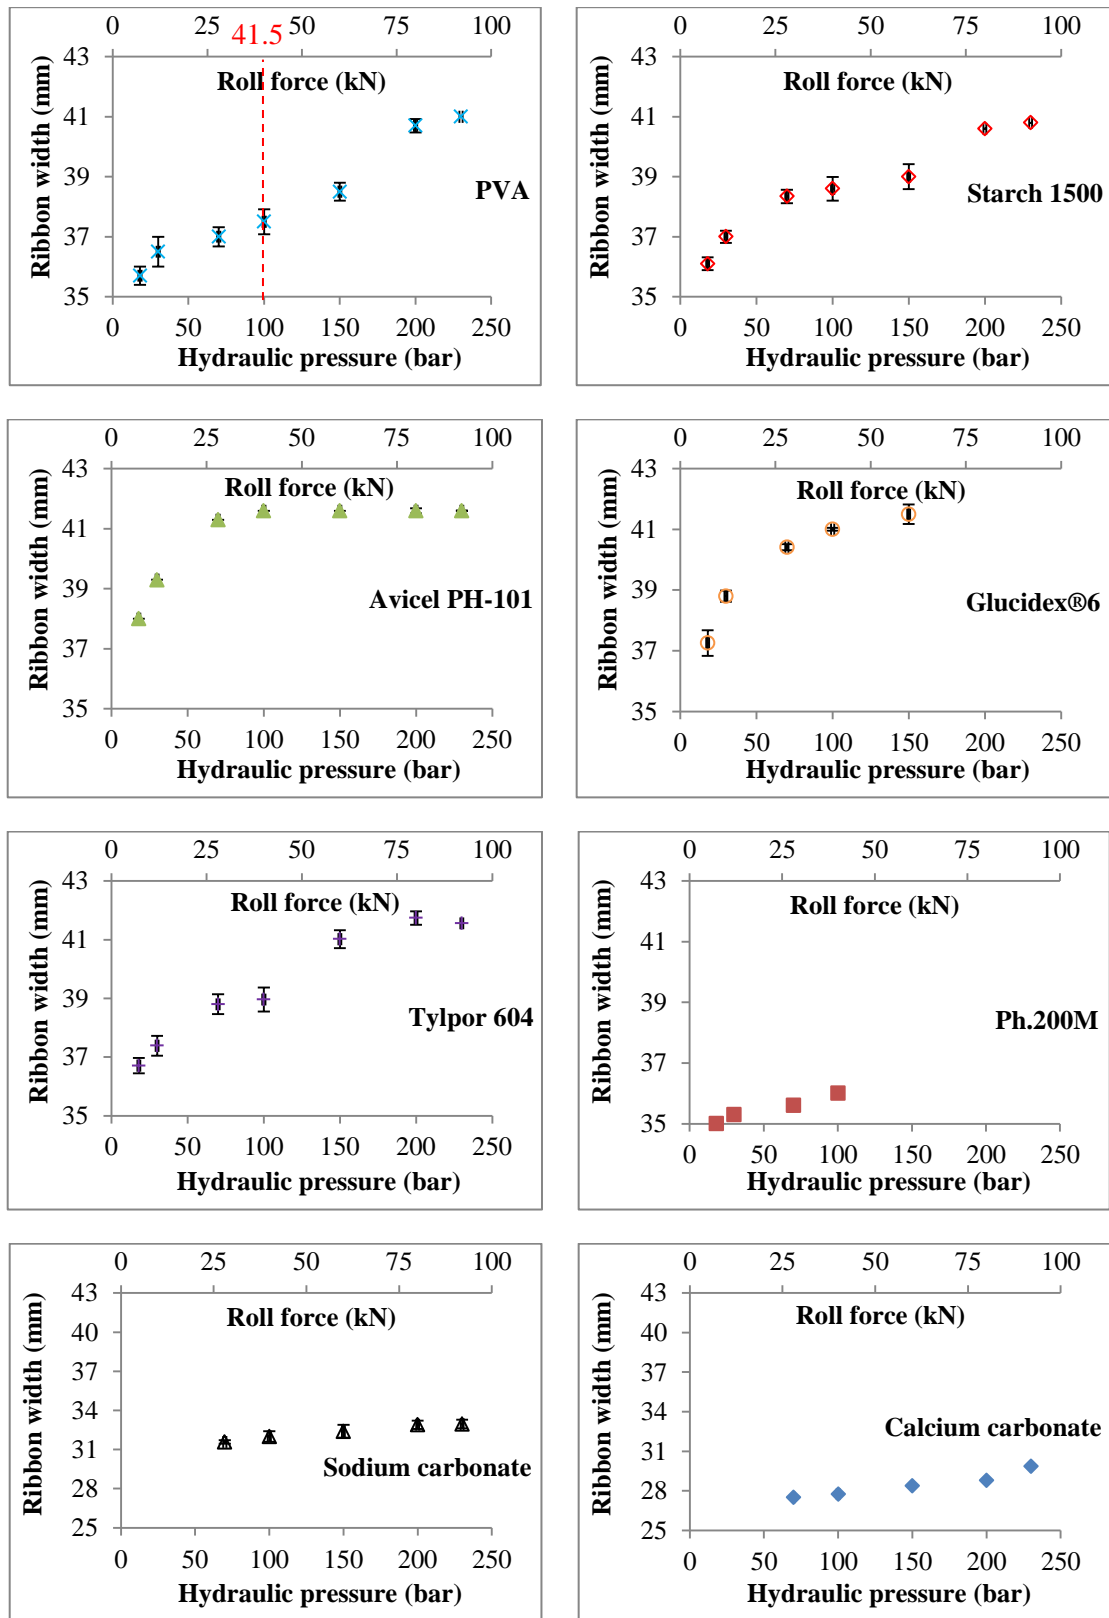 0 25 50 75 100
41.5
43
41
39
37
35
Ribbon width (mm)
Roll force (kN)
PVA
0 50 100 150 200 250
Hydraulic pressure (bar)
0 25 50 75 100
43
41
39
37
35
Ribbon width (mm)
Roll force (kN)
Starch 1500
0 50 100 150 200 250
Hydraulic pressure (bar)
0 25 50 75 100
43
41
39
37
35
Ribbon width (mm)
Roll force (kN)
Avicel PH-101
0 50 100 150 200 250
Hydraulic pressure (bar)
0 25 50 75 100
43
41
39
37
35
Ribbon width (mm)
Roll force (kN)
Glucidex®6
0 50 100 150 200 250
Hydraulic pressure (bar)
0 25 50 75 100
43
41
39
37
35
Ribbon width (mm)
Roll force (kN)
Tylpor 604
0 50 100 150 200 250
Hydraulic pressure (bar)
0 25 50 75 100
43
41
39
37
35
Ribbon width (mm)
Roll force (kN)
Ph.200M
0 50 100 150 200 250
Hydraulic pressure (bar)
0 25 50 75 100
43
40
37
34
31
28
25
Ribbon width (mm)
Roll force (kN)
Sodium carbonate
0 50 100 150 200 250
Hydraulic pressure (bar)
0 25 50 75 100
43
40
37
34
31
28
25
Ribbon width (mm)
Roll force (kN)
Calcium carbonate
0 50 100 150 200 250
Hydraulic pressure (bar)